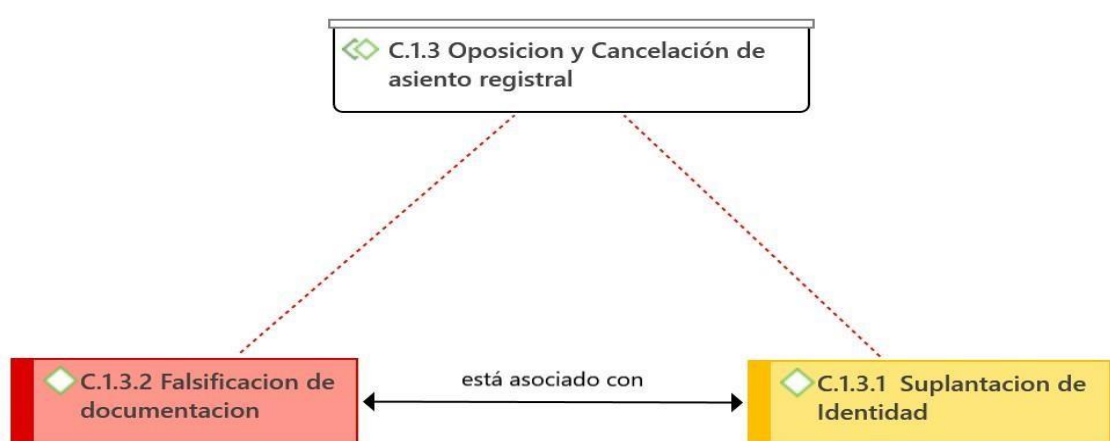 C.1.3 Oposicion y Cancelación de
asiento registral
C.1.3.2 Falsificacion de
documentacion
está asociado con
C.1.3.1 Suplantacion de
Identidad